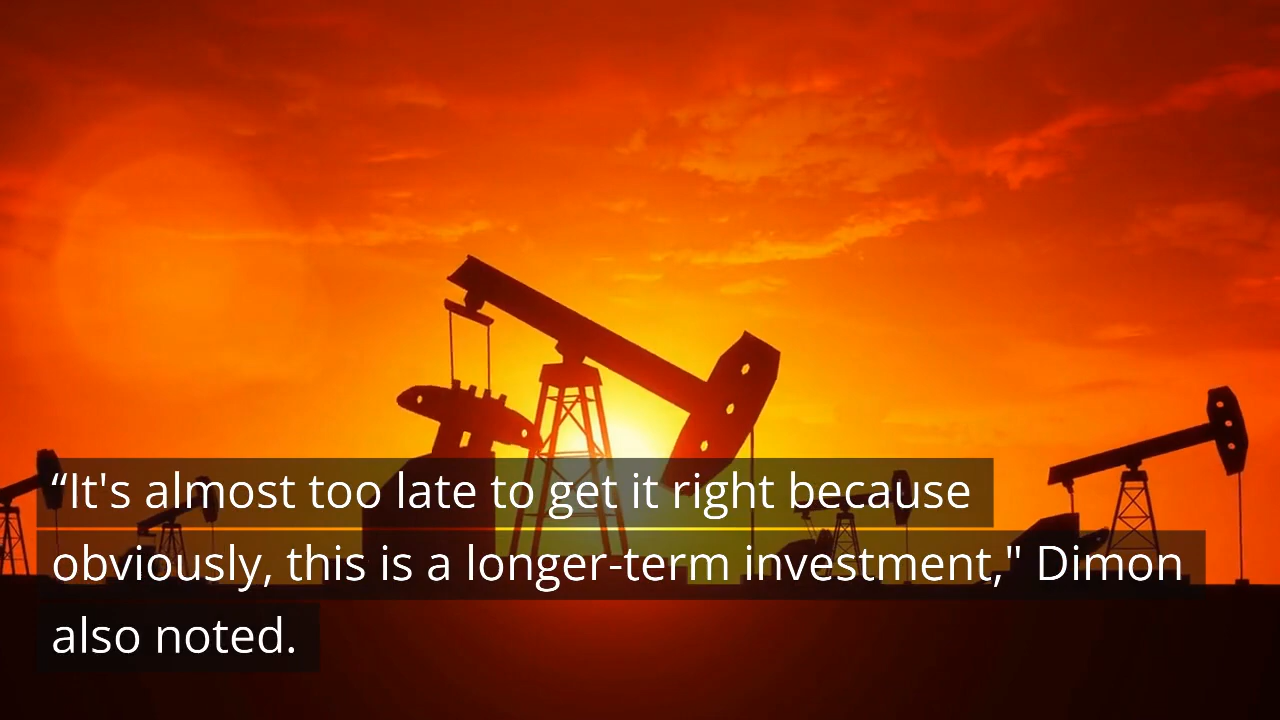 “It's almost too late to get it right because
obviously, this is a longer-term investment," Dimon
also noted.